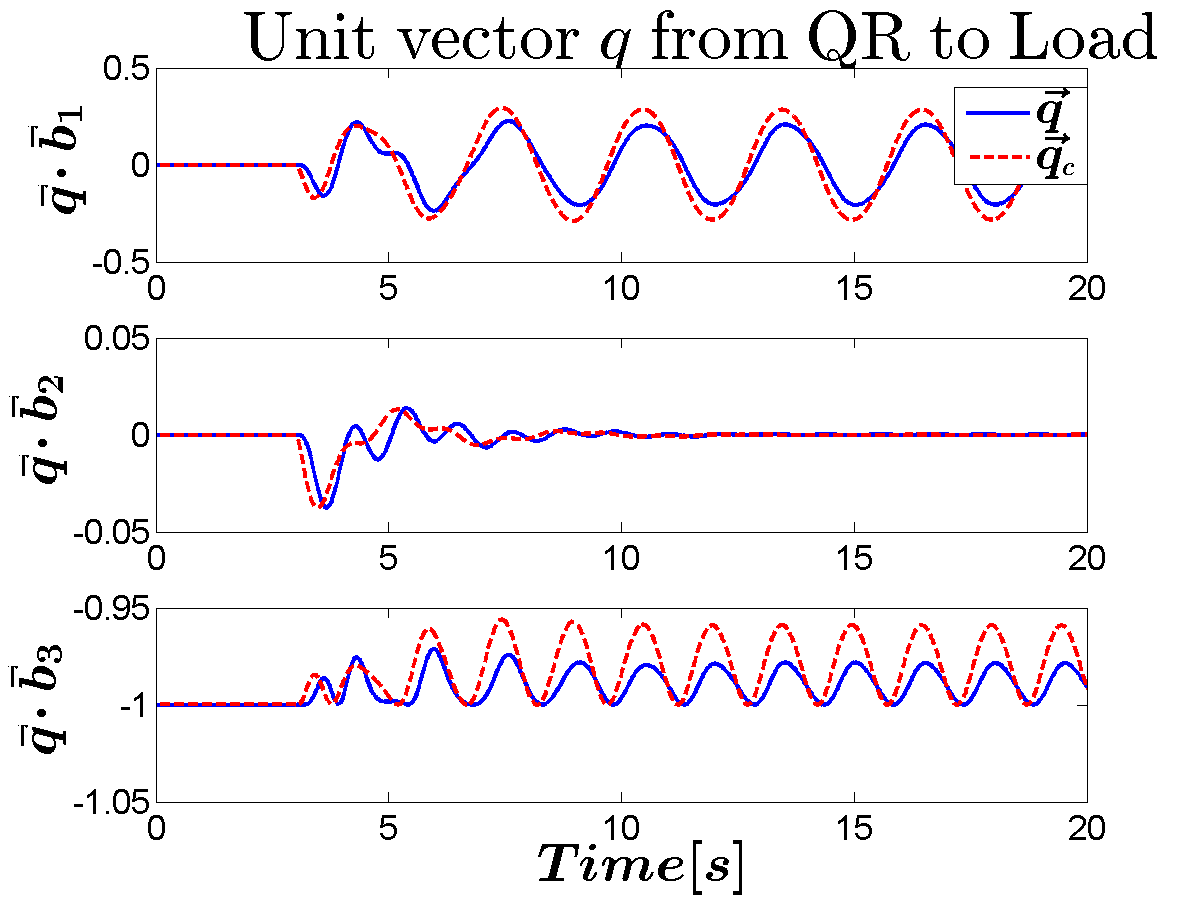 Unit vector q from QR to Load
0.5
0
-0.5
q̄ · b̄₁
q⃗
q⃗c
0 5 10 15 20
0.05
0
-0.05
q̄ · b̄₂
0 5 10 15 20
-0.95
-1
-1.05
q̄ · b̄₃
0 5 10 15 20
Time[s]